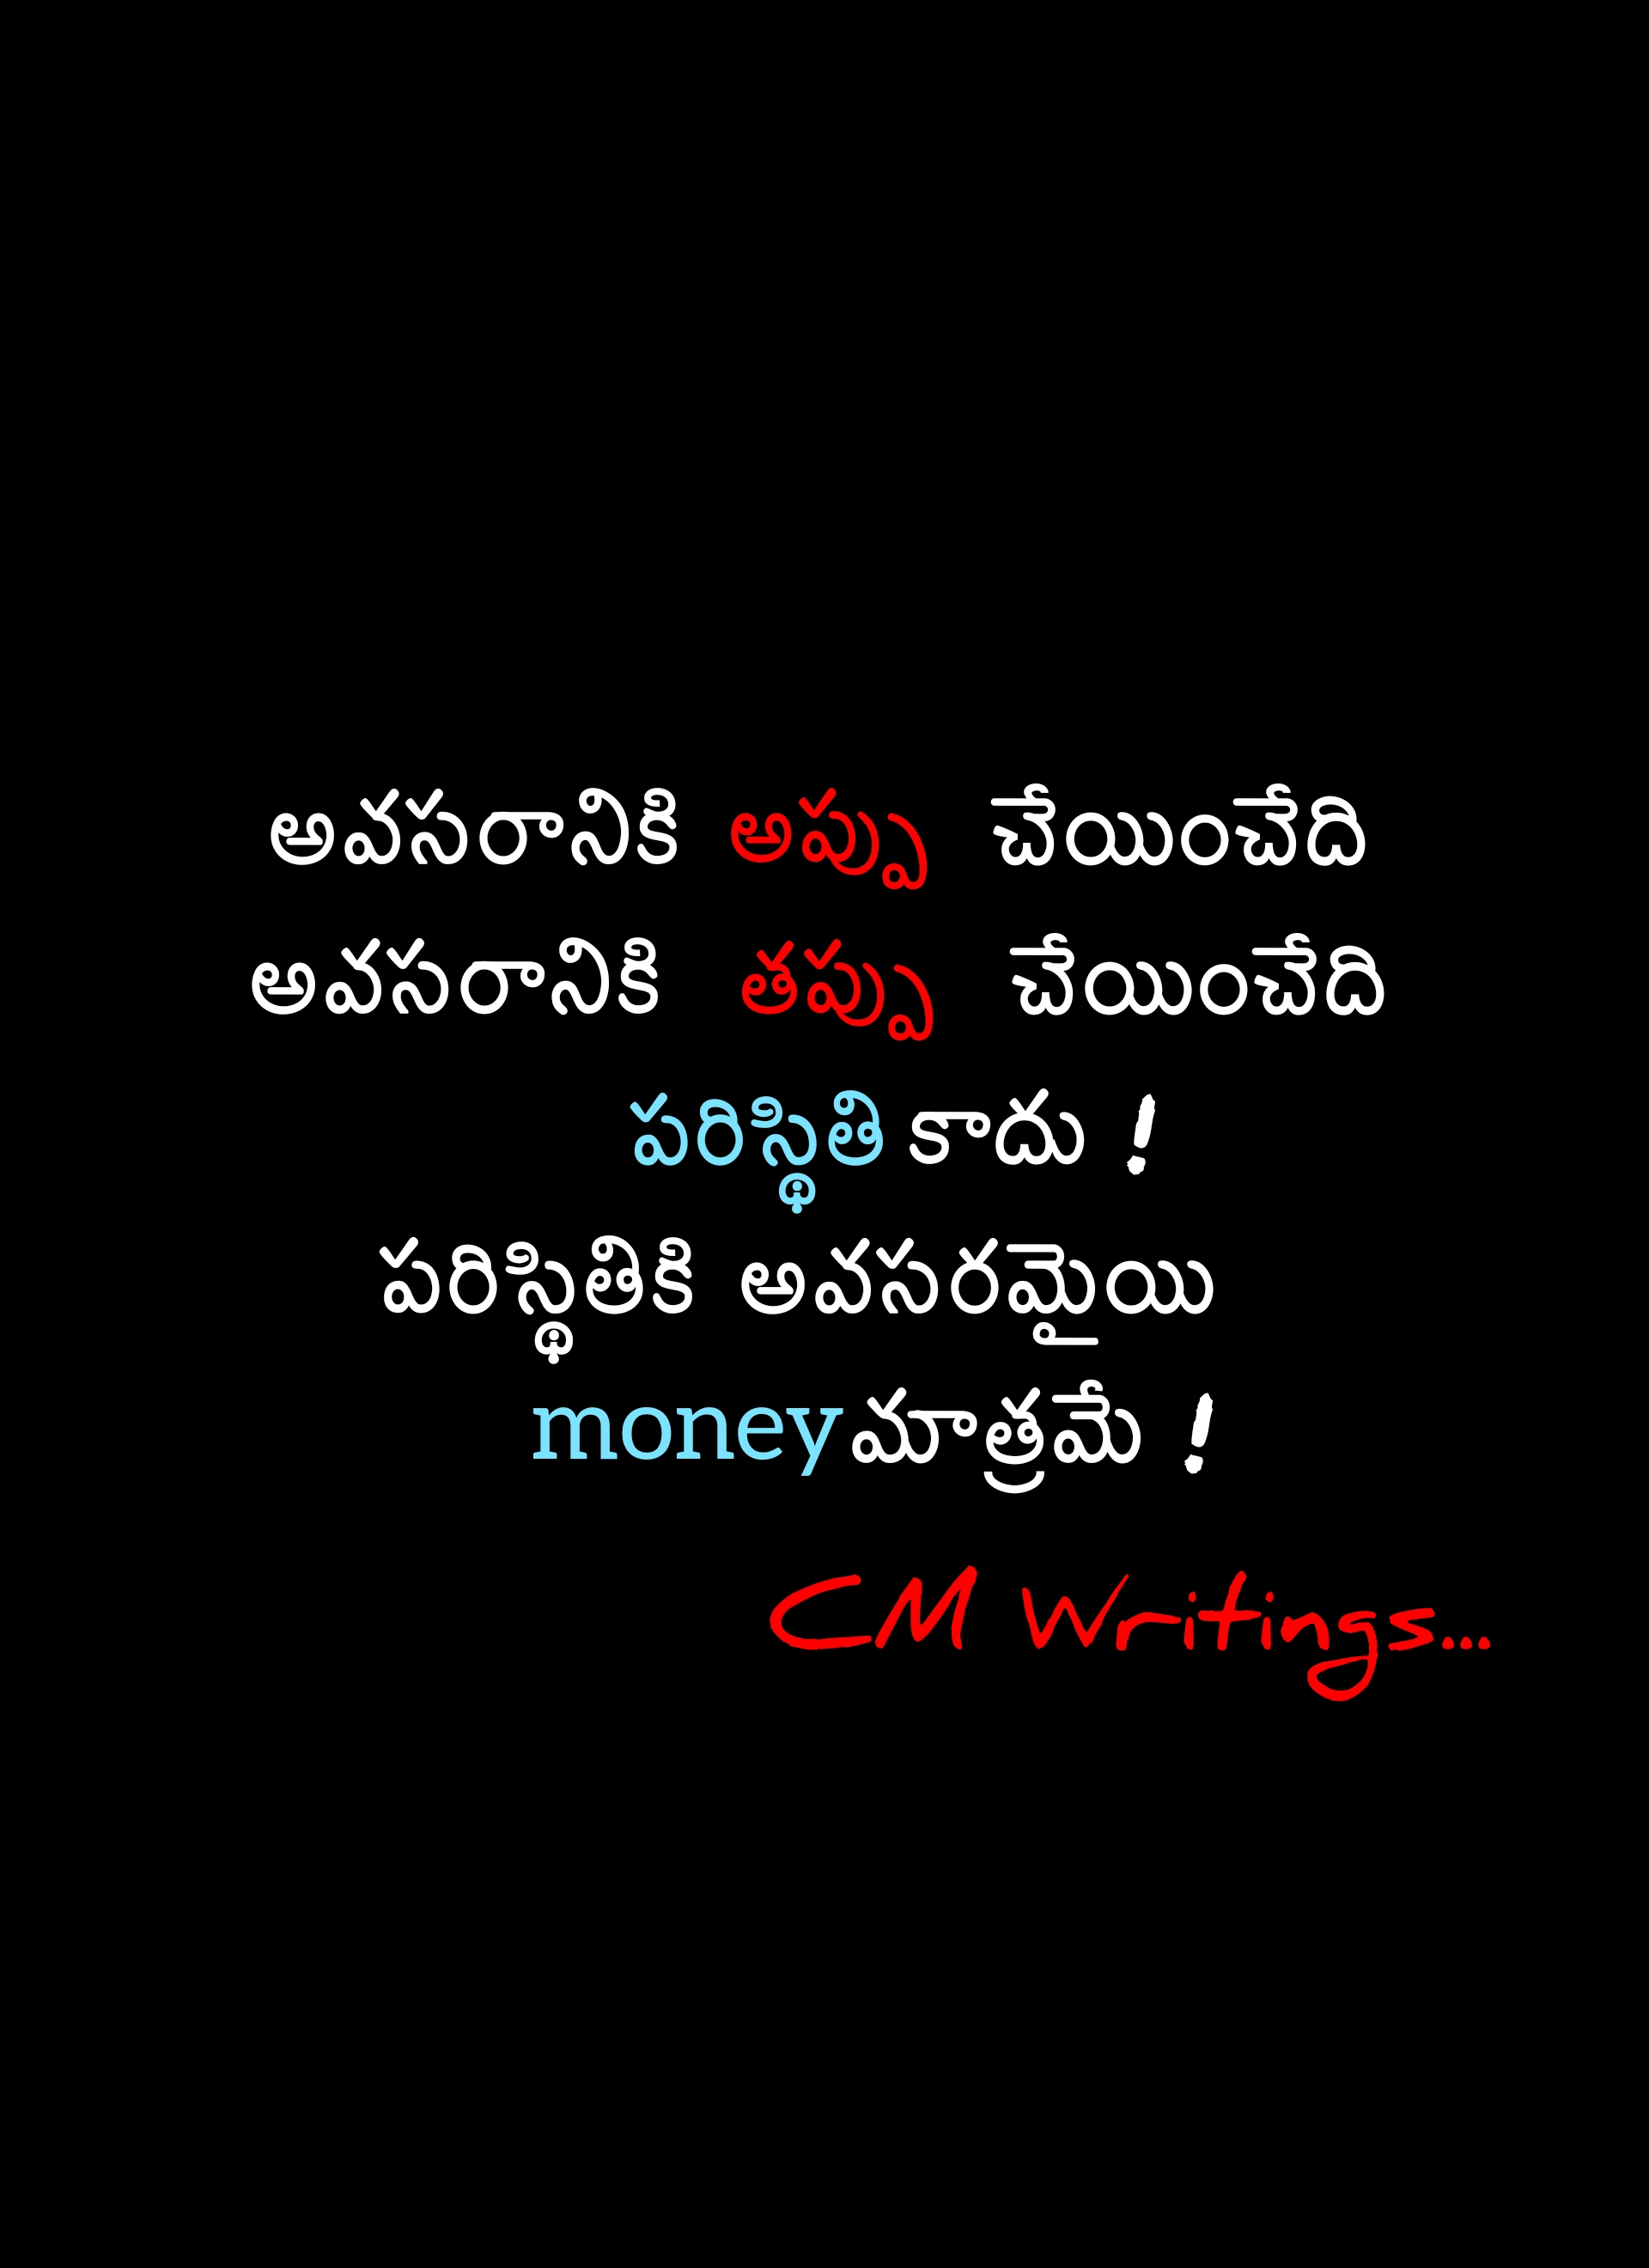 అవసరానికి అప్పు చేయించేది
అవసరానికి తప్పు చేయించేది
పరిస్థితి కాదు !
పరిస్థితికి అవసరమైయి
money మాత్రమే !
CM Writings...